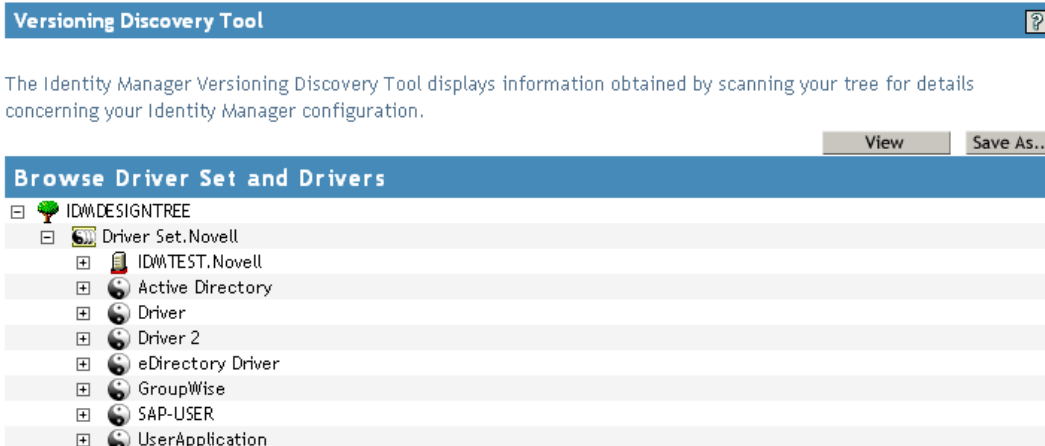 Versioning Discovery Tool
?
The Identity Manager Versioning Discovery Tool displays information obtained by scanning your tree for details
concerning your Identity Manager configuration.
View Save As..
Browse Driver Set and Drivers
IDMDESIGNTREE
Driver Set.Novell
IDMTEST.Novell
Active Directory
Driver
Driver 2
eDirectory Driver
GroupWise
SAP-USER
UserApplication